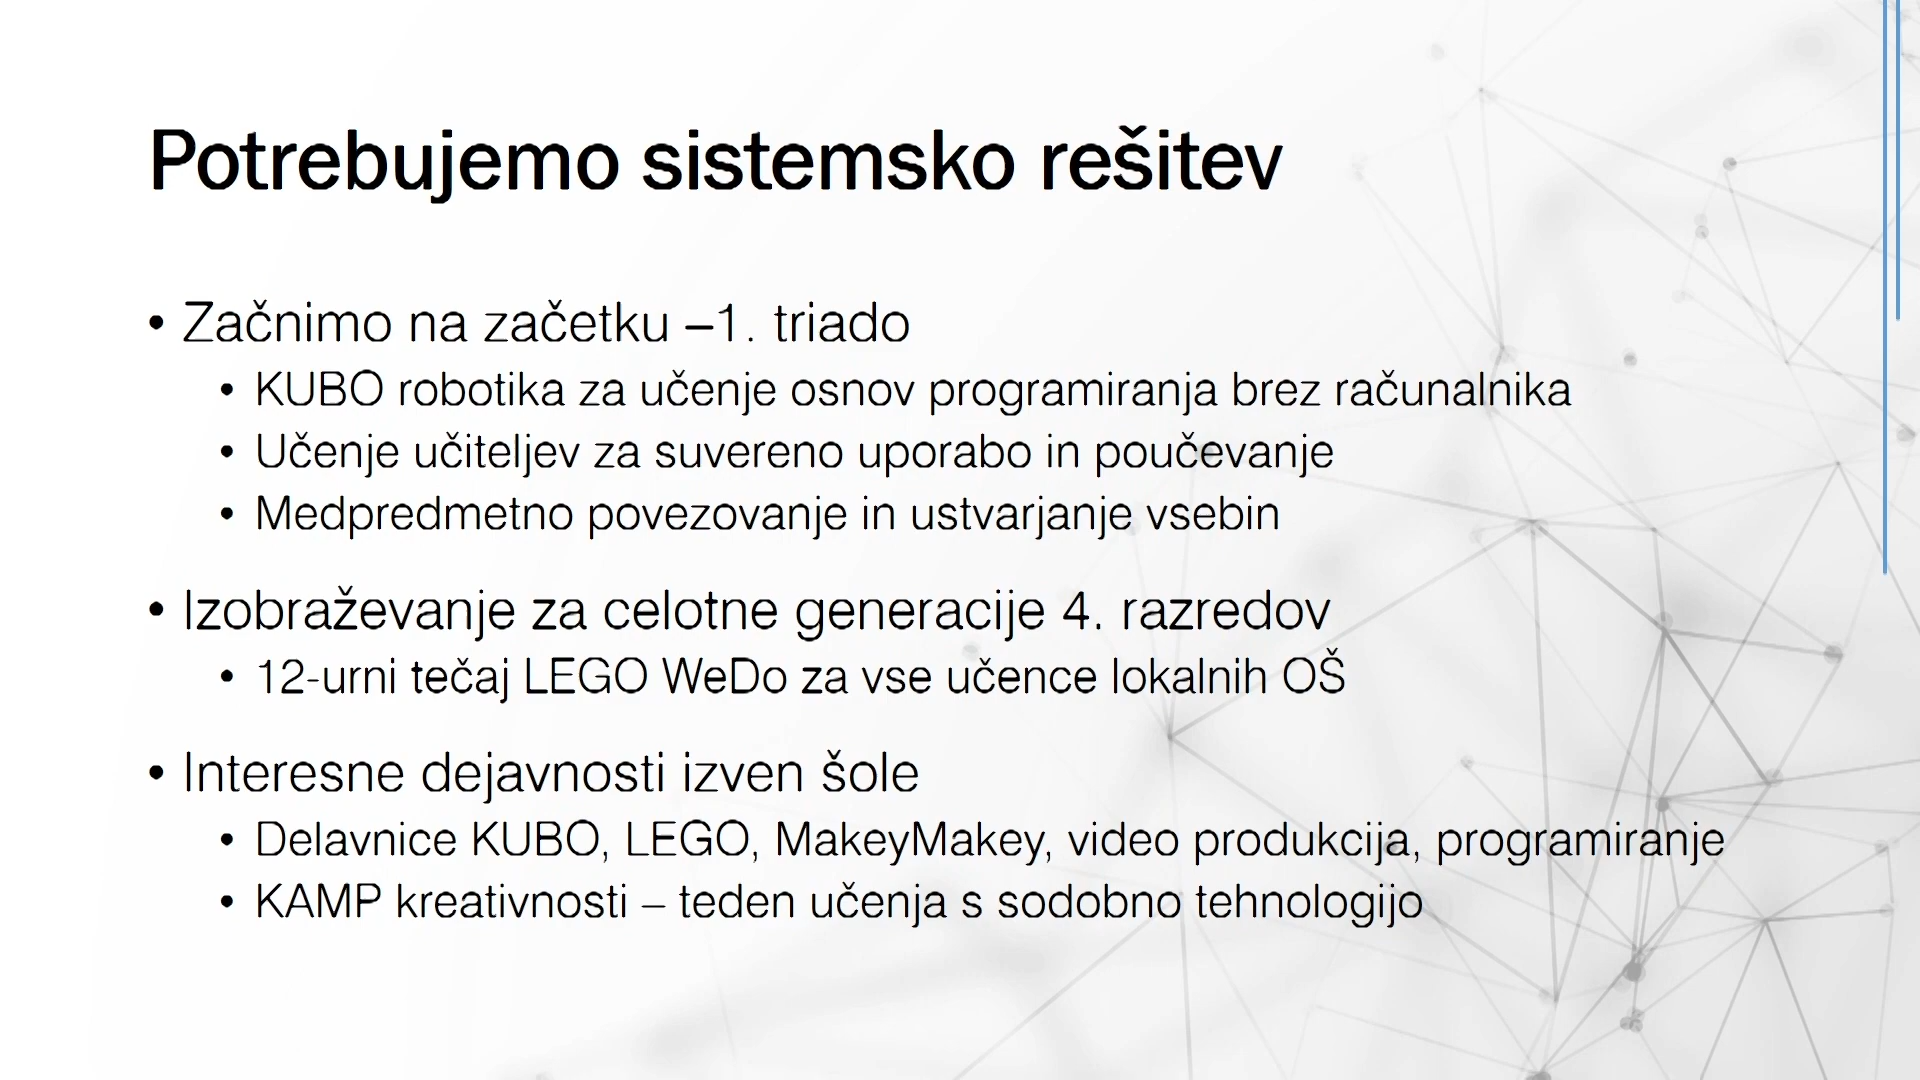 Potrebujemo sistemsko rešitev
• Začnimo na začetku –1. triado
• KUBO robotika za učenje osnov programiranja brez računalnika
• Učenje učiteljev za suvereno uporabo in poučevanje
• Medpredmetno povezovanje in ustvarjanje vsebin
• Izobraževanje za celotne generacije 4. razredov
• 12-urni tečaj LEGO WeDo za vse učence lokalnih OŠ
• Interesne dejavnosti izven šole
• Delavnice KUBO, LEGO, MakeyMakey, video produkcija, programiranje
• KAMP kreativnosti – teden učenja s sodobno tehnologijo